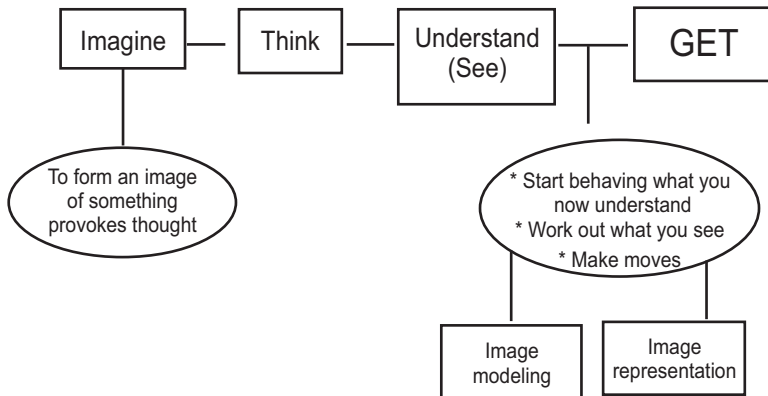 Imagine
Think
Understand
(See)
GET
To form an image
of something
provokes thought
* Start behaving what you
now understand
* Work out what you see
* Make moves
Image
modeling
Image
representation